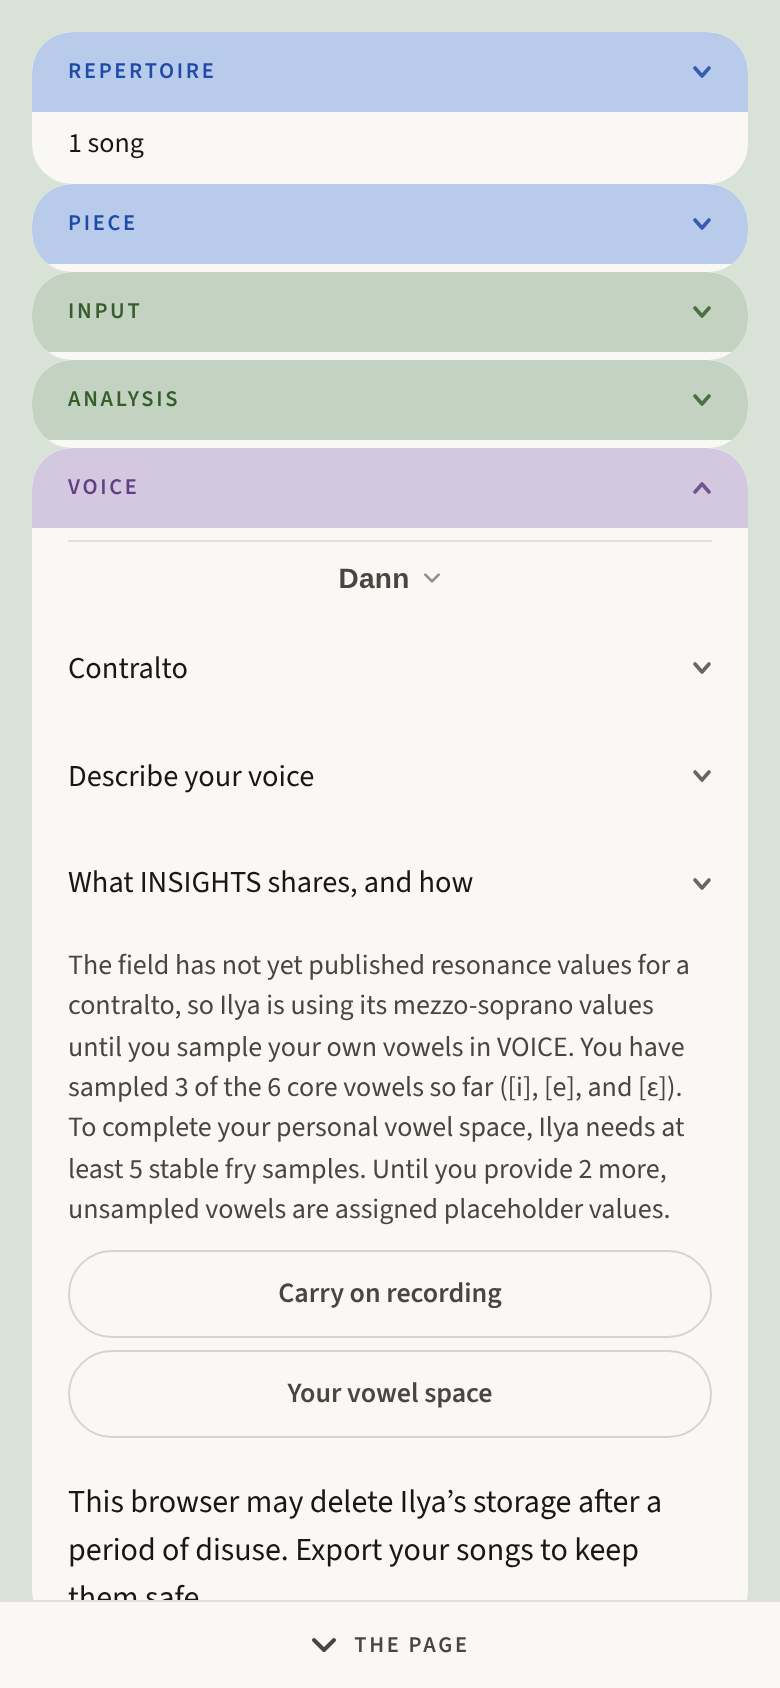 REPERTOIRE
1 song
PIECE
INPUT
ANALYSIS
VOICE
Dann
Contralto
Describe your voice
What INSIGHTS shares, and how
The field has not yet published resonance values for a
contralto, so Ilya is using its mezzo-soprano values
until you sample your own vowels in VOICE. You have
sampled 3 of the 6 core vowels so far ([i], [e], and [ɛ]).
To complete your personal vowel space, Ilya needs at
least 5 stable fry samples. Until you provide 2 more,
unsampled vowels are assigned placeholder values.
Carry on recording
Your vowel space
This browser may delete Ilya’s storage after a
period of disuse. Export your songs to keep
them safe
THE PAGE